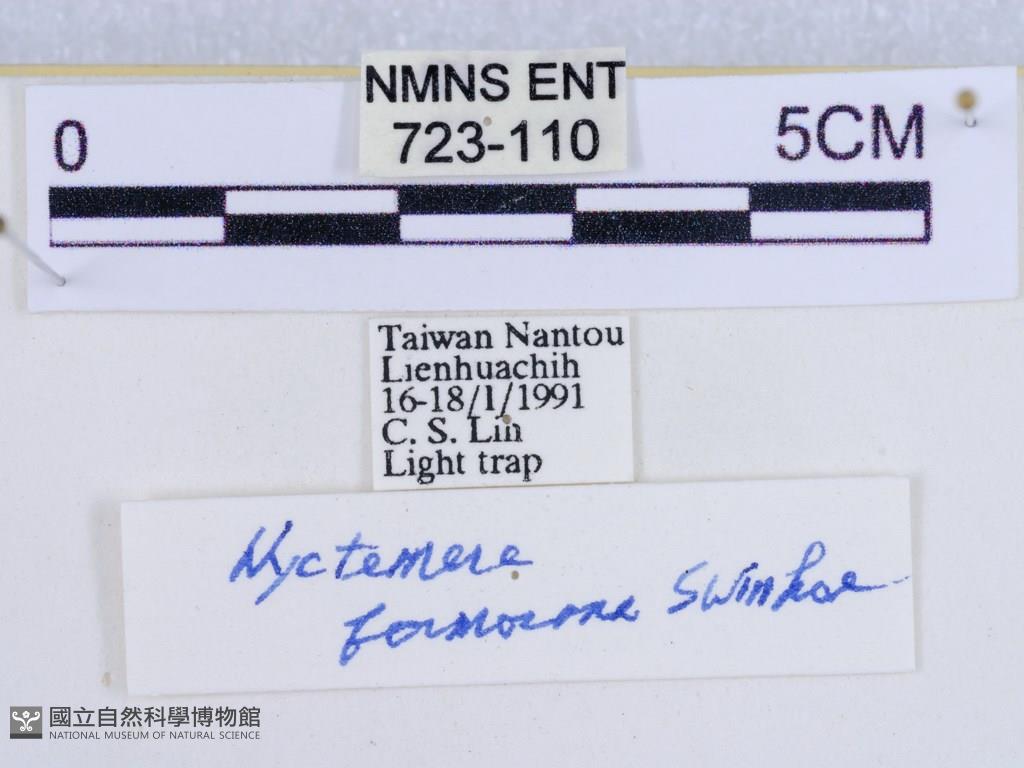 NMNS ENT
723-110
0 5CM
Taiwan Nantou
Lienhuachih
16-18/1/1991
C. S. Lin
Light trap
Nyctemera
formosana Swinhoe
國立自然科學博物館
NATIONAL MUSEUM OF NATURAL SCIENCE